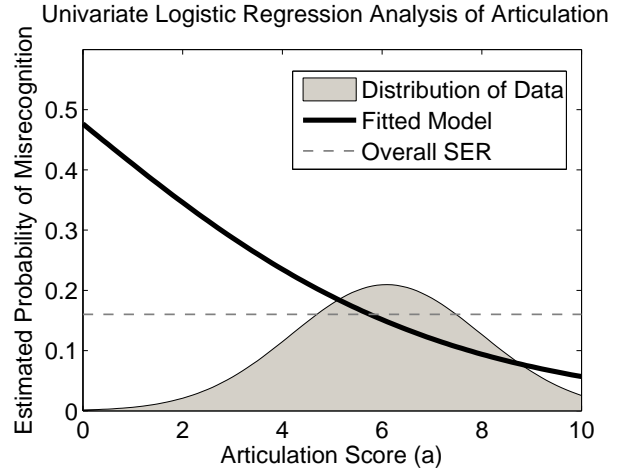 Univariate Logistic Regression Analysis of Articulation
Estimated Probability of Misrecognition
0.5
0.4
0.3
0.2
0.1
0
Distribution of Data
Fitted Model
Overall SER
0 2 4 6 8 10
Articulation Score (a)